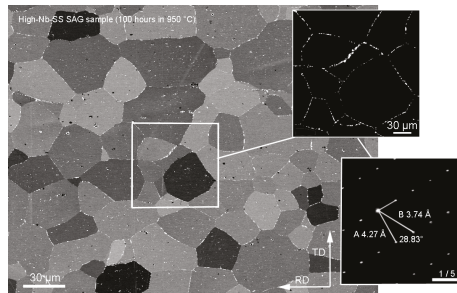 High-Nb-SS SAG sample (100 hours in 950 °C)
30 µm
B 3.74 Å
A 4.27 Å
28.83°
1 / 5
TD
RD
30 µm